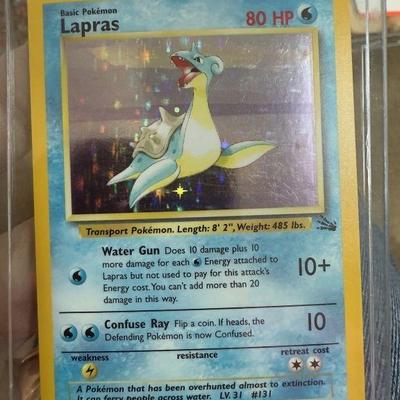 Basic Pokémon
Lapras
80 HP
Transport Pokémon. Length: 8' 2", Weight: 485 lbs.
Water Gun Does 10 damage plus 10
more damage for each Energy attached to
Lapras but not used to pay for this attack's
Energy cost. You can't add more than 20
damage in this way.
10+
Confuse Ray Flip a coin. If heads, the
Defending Pokémon is now Confused.
10
weakness
resistance
retreat cost
A Pokémon that has been overhunted almost to extinction.
It can ferry people across water. LV. 31 #131